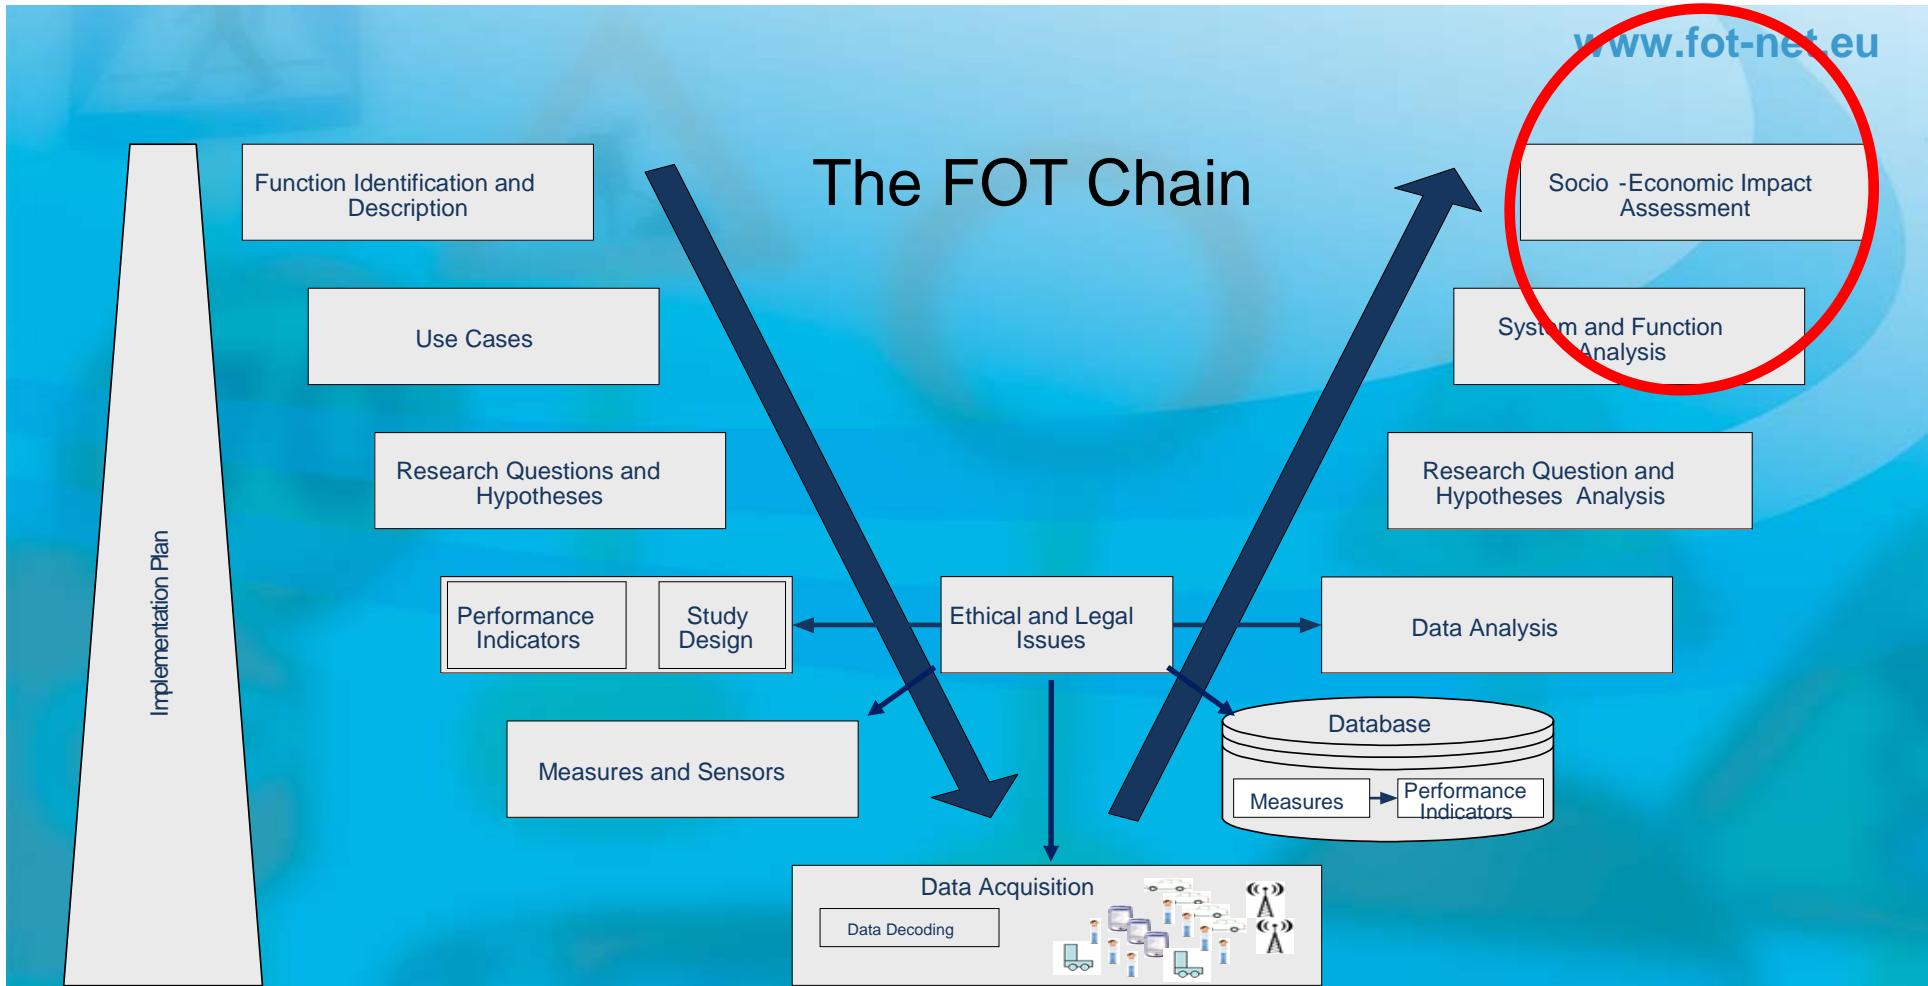 www.fot-net.eu
The FOT Chain
Function Identification and
Description
Socio -Economic Impact
Assessment
Use Cases
System and Function
Analysis
Research Questions and
Hypotheses
Research Question and
Hypotheses Analysis
Implementation Plan
Performance
Indicators
Study
Design
Ethical and Legal
Issues
Data Analysis
Measures and Sensors
Database
Measures
Performance
Indicators
Data Acquisition
Data Decoding